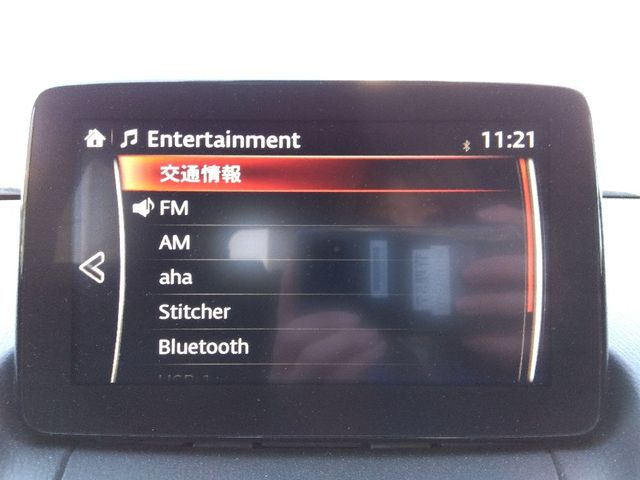 Entertainment 11:21
交通情報
FM
AM
aha
Stitcher
Bluetooth